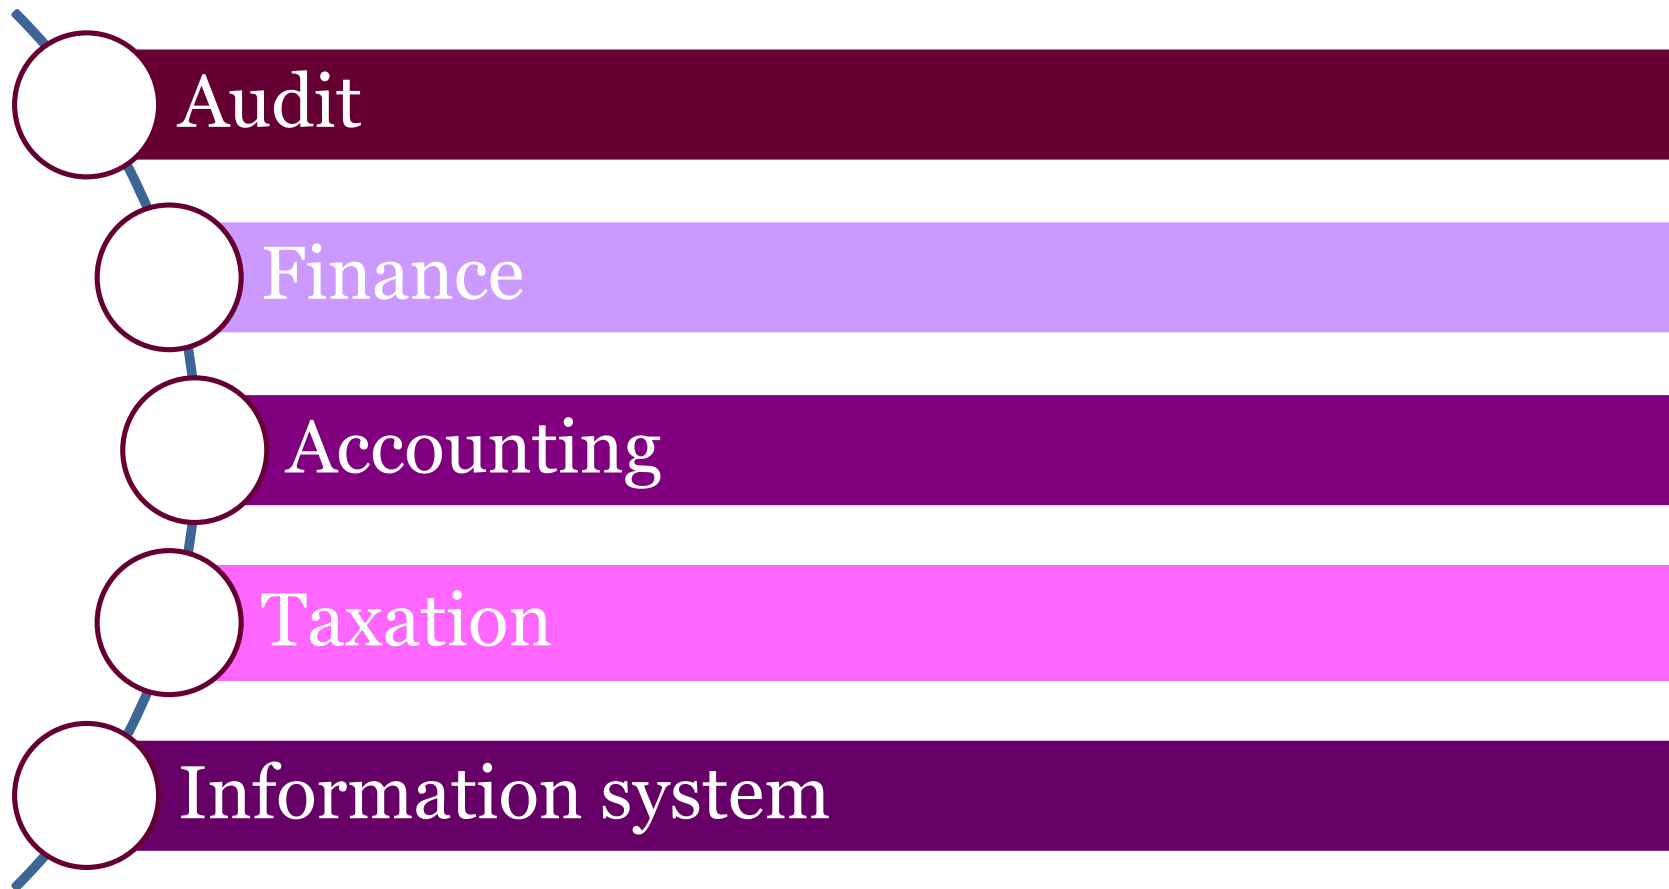 Audit
Finance
Accounting
Taxation
Information system